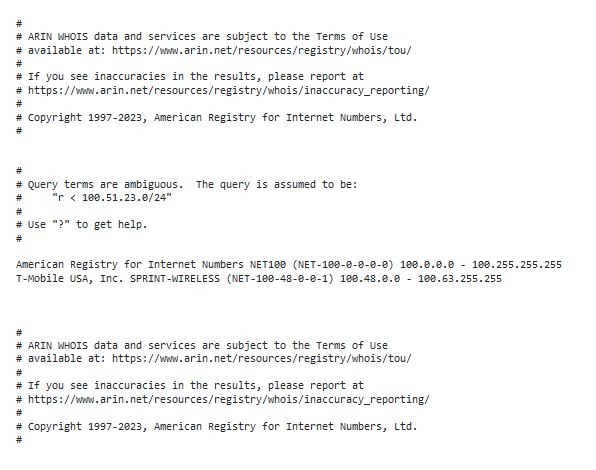 #
# ARIN WHOIS data and services are subject to the Terms of Use
# available at: https://www.arin.net/resources/registry/whois/tou/
#
# If you see inaccuracies in the results, please report at
# https://www.arin.net/resources/registry/whois/inaccuracy_reporting/
#
# Copyright 1997-2023, American Registry for Internet Numbers, Ltd.
#
#
# Query terms are ambiguous.  The query is assumed to be:
#     "r < 100.51.23.0/24"
#
# Use "?" to get help.
#
American Registry for Internet Numbers NET100 (NET-100-0-0-0-0) 100.0.0.0 - 100.255.255.255
T-Mobile USA, Inc. SPRINT-WIRELESS (NET-100-48-0-0-1) 100.48.0.0 - 100.63.255.255
#
# ARIN WHOIS data and services are subject to the Terms of Use
# available at: https://www.arin.net/resources/registry/whois/tou/
#
# If you see inaccuracies in the results, please report at
# https://www.arin.net/resources/registry/whois/inaccuracy_reporting/
#
# Copyright 1997-2023, American Registry for Internet Numbers, Ltd.
#